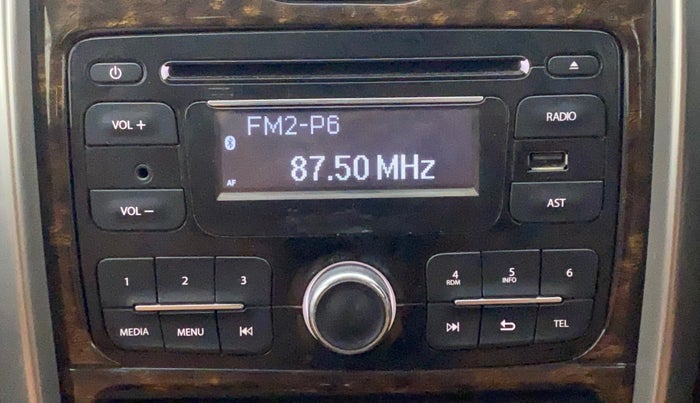 VOL +
FM2-P6
87.50 MHz
AF
RADIO
VOL –
AST
1
2
3
4
RDM
5
INFO
6
MEDIA
MENU
TEL